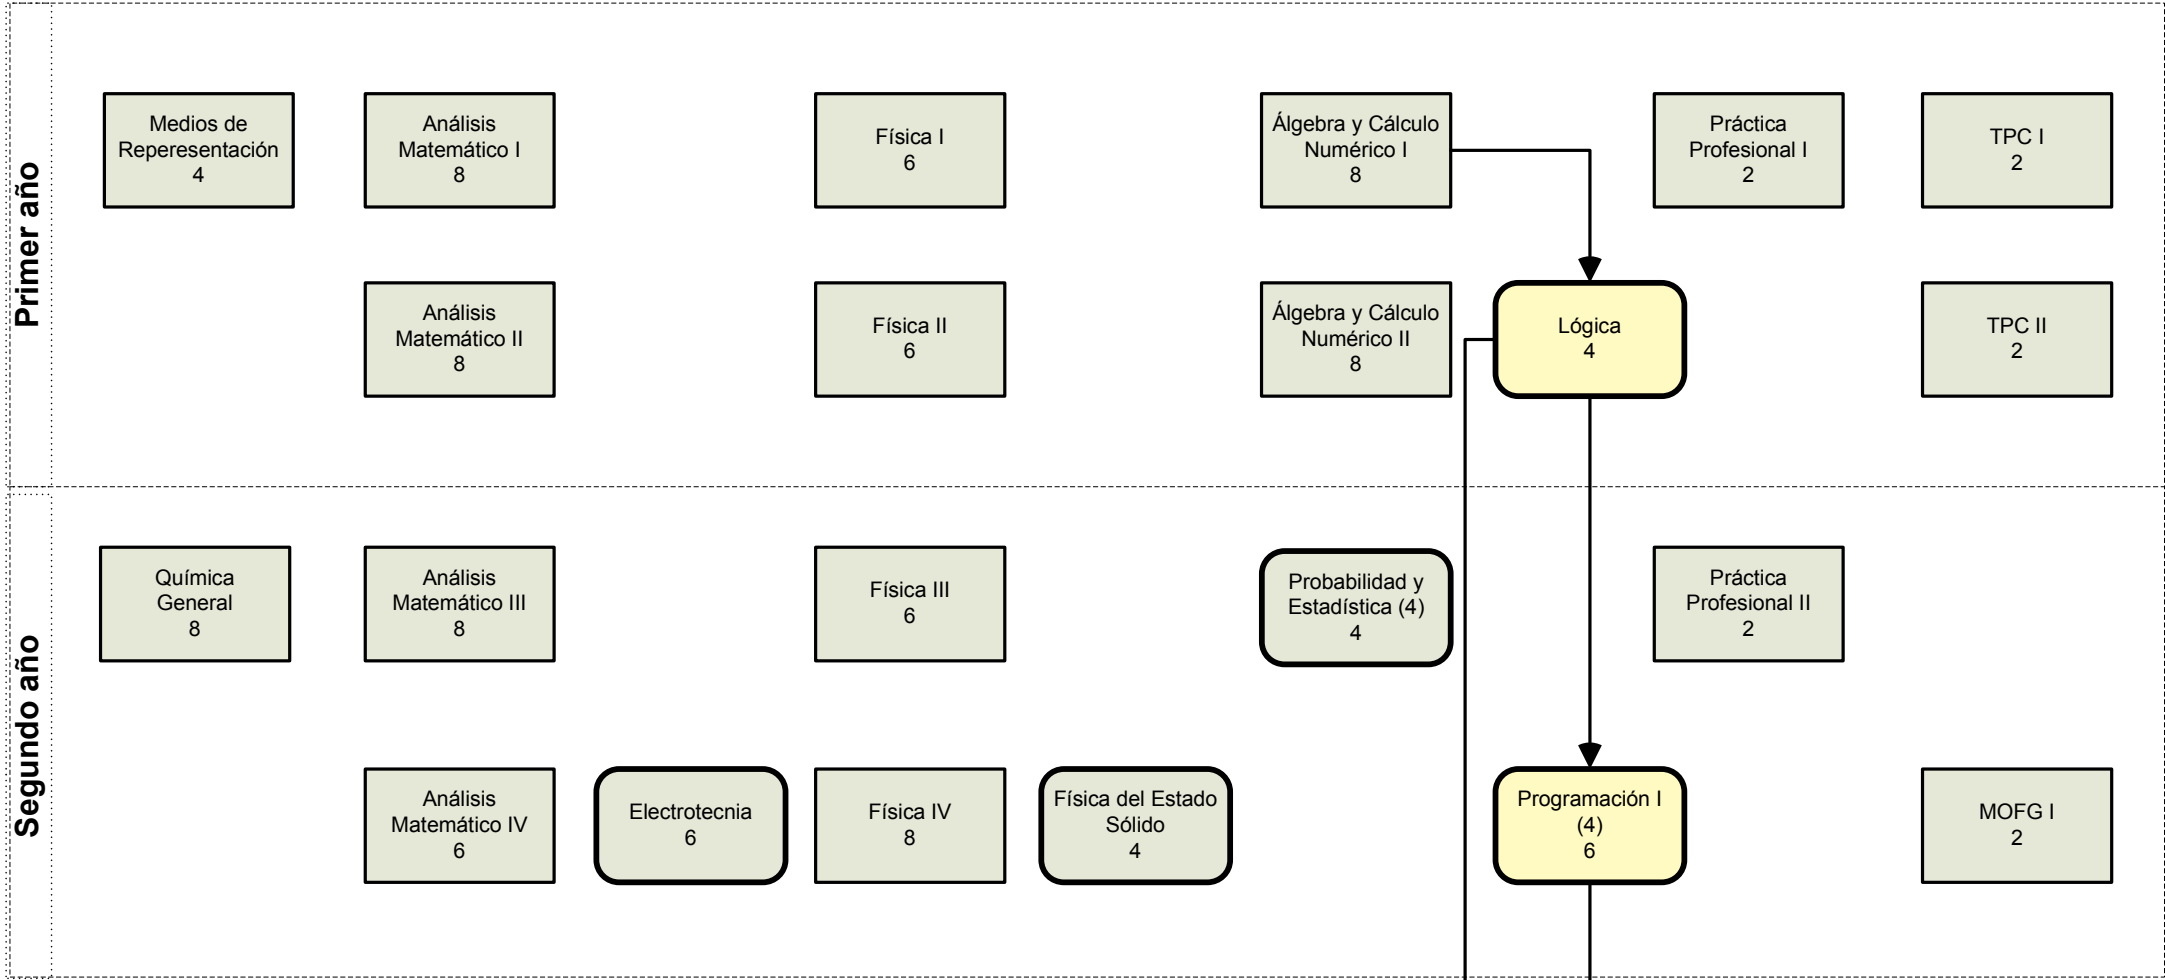 Primer año
Medios de
Reperesentación
4
Análisis
Matemático I
8
Física I
6
Álgebra y Cálculo
Numérico I
8
Práctica
Profesional I
2
TPC I
2
Análisis
Matemático II
8
Física II
6
Álgebra y Cálculo
Numérico II
8
Lógica
4
TPC II
2
Segundo año
Química
General
8
Análisis
Matemático III
8
Física III
6
Probabilidad y
Estadística (4)
4
Práctica
Profesional II
2
Análisis
Matemático IV
6
Electrotecnia
6
Física IV
8
Física del Estado
Sólido
4
Programación I
(4)
6
MOFG I
2